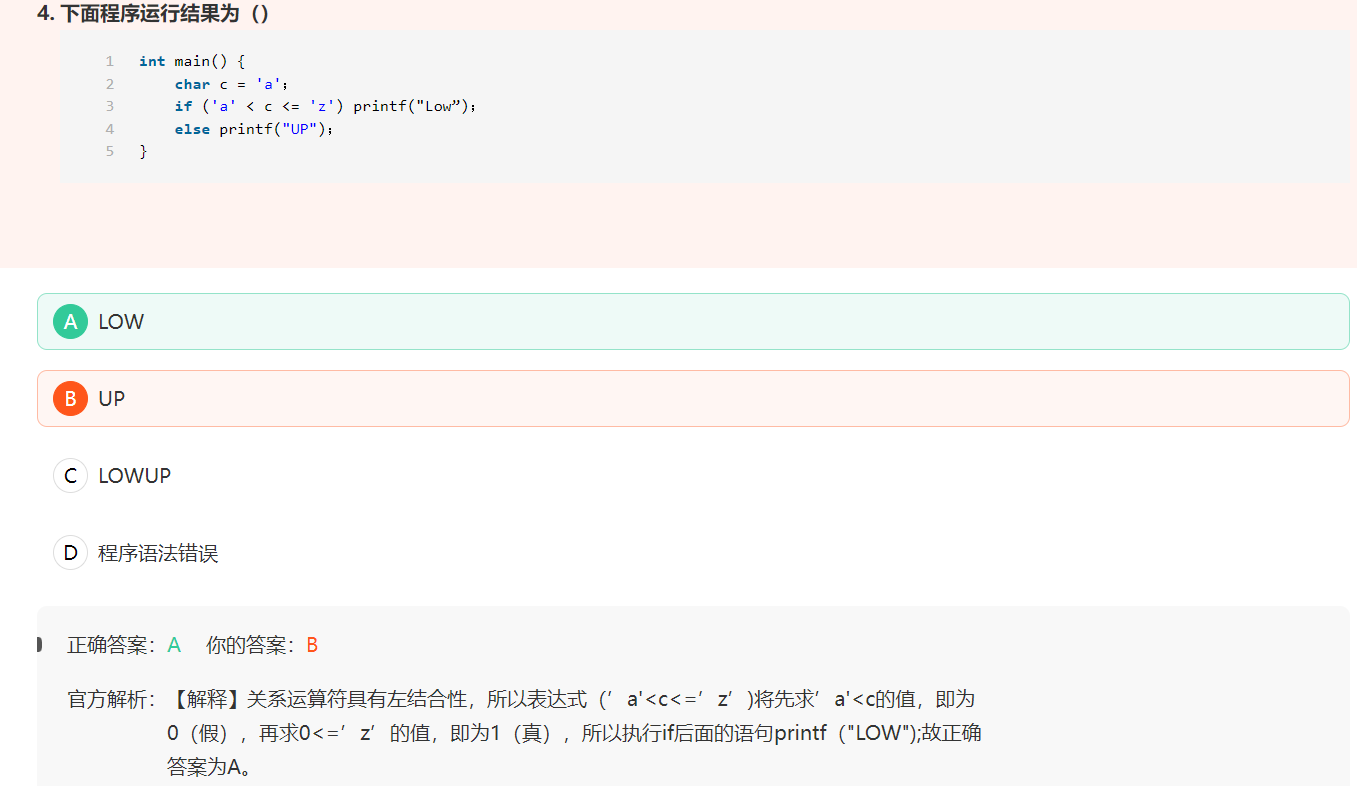 4. 下面程序运行结果为（）
1 int main() {
2     char c = 'a';
3     if ('a' < c <= 'z') printf("Low”);
4     else printf("UP");
5 }
A LOW
B UP
C LOWUP
D 程序语法错误
正确答案：A 你的答案：B
官方解析：【解释】关系运算符具有左结合性，所以表达式（′a'<c<=′z′)将先求′a'<c的值，即为
0（假），再求0<=′z′的值，即为1（真），所以执行if后面的语句printf（"LOW");故正确
答案为A。